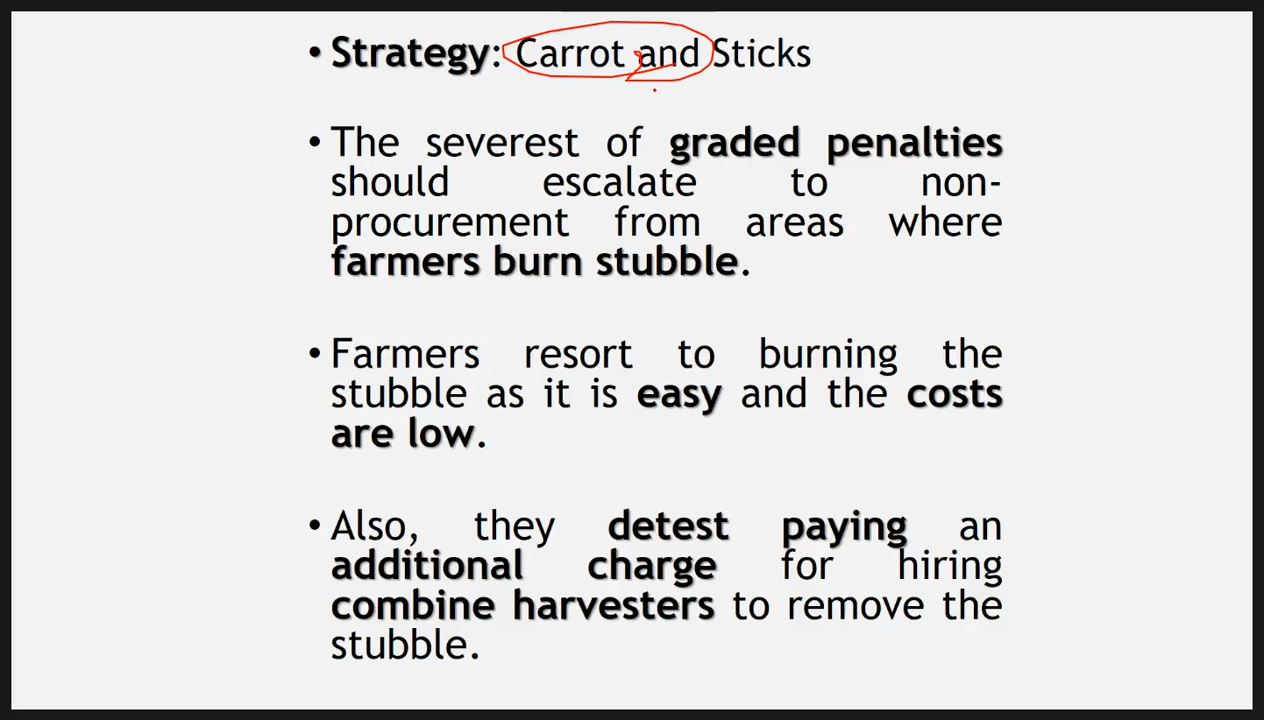 • Strategy: Carrot and Sticks
• The severest of graded penalties
should escalate to non-
procurement from areas where
farmers burn stubble.
• Farmers resort to burning the
stubble as it is easy and the costs
are low.
• Also, they detest paying an
additional charge for hiring
combine harvesters to remove the
stubble.